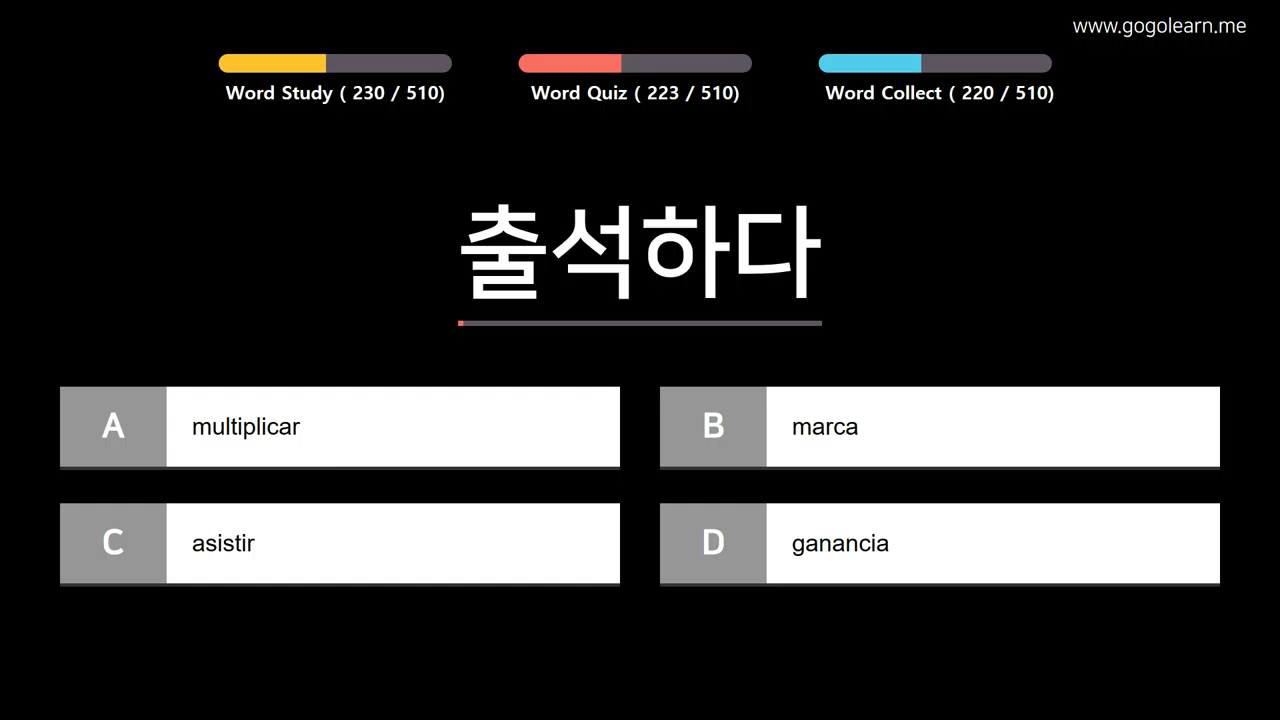 www.gogolearn.me
Word Study ( 230 / 510)
Word Quiz ( 223 / 510)
Word Collect ( 220 / 510)
출석하다
A multiplicar
B marca
C asistir
D ganancia